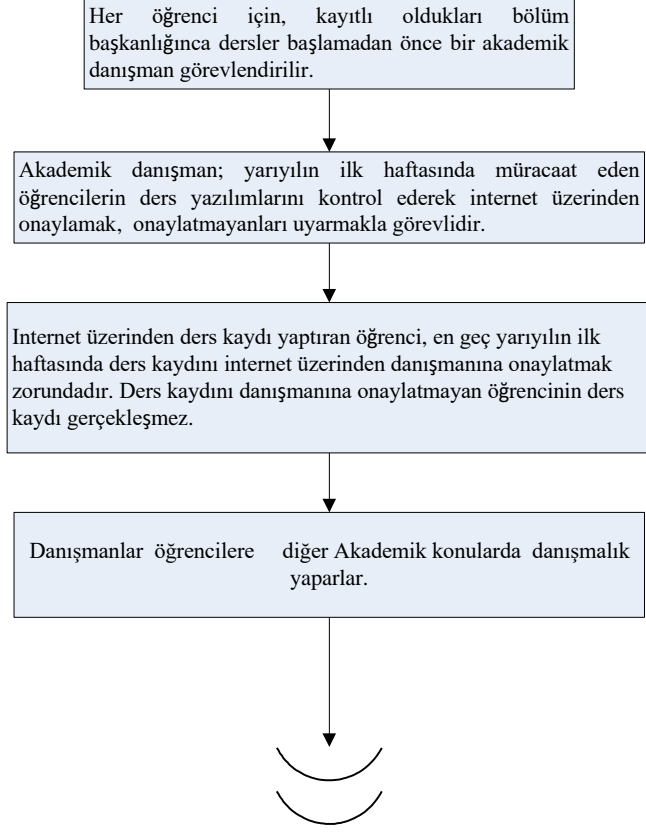 Her öğrenci için, kayıtlı oldukları bölüm
başkanlığınca dersler başlamadan önce bir akademik
danışman görevlendirilir.
Akademik danışman; yarıyılın ilk haftasında müracaat eden
öğrencilerin ders yazılımlarını kontrol ederek internet üzerinden
onaylamak, onaylatmayanları uyarmakla görevlidir.
Internet üzerinden ders kaydı yaptıran öğrenci, en geç yarıyılın ilk
haftasında ders kaydını internet üzerinden danışmanına onaylatmak
zorundadır. Ders kaydını danışmanına onaylatmayan öğrencinin ders
kaydı gerçekleşmez.
Danışmanlar öğrencilere diğer Akademik konularda danışmalık
yaparlar.